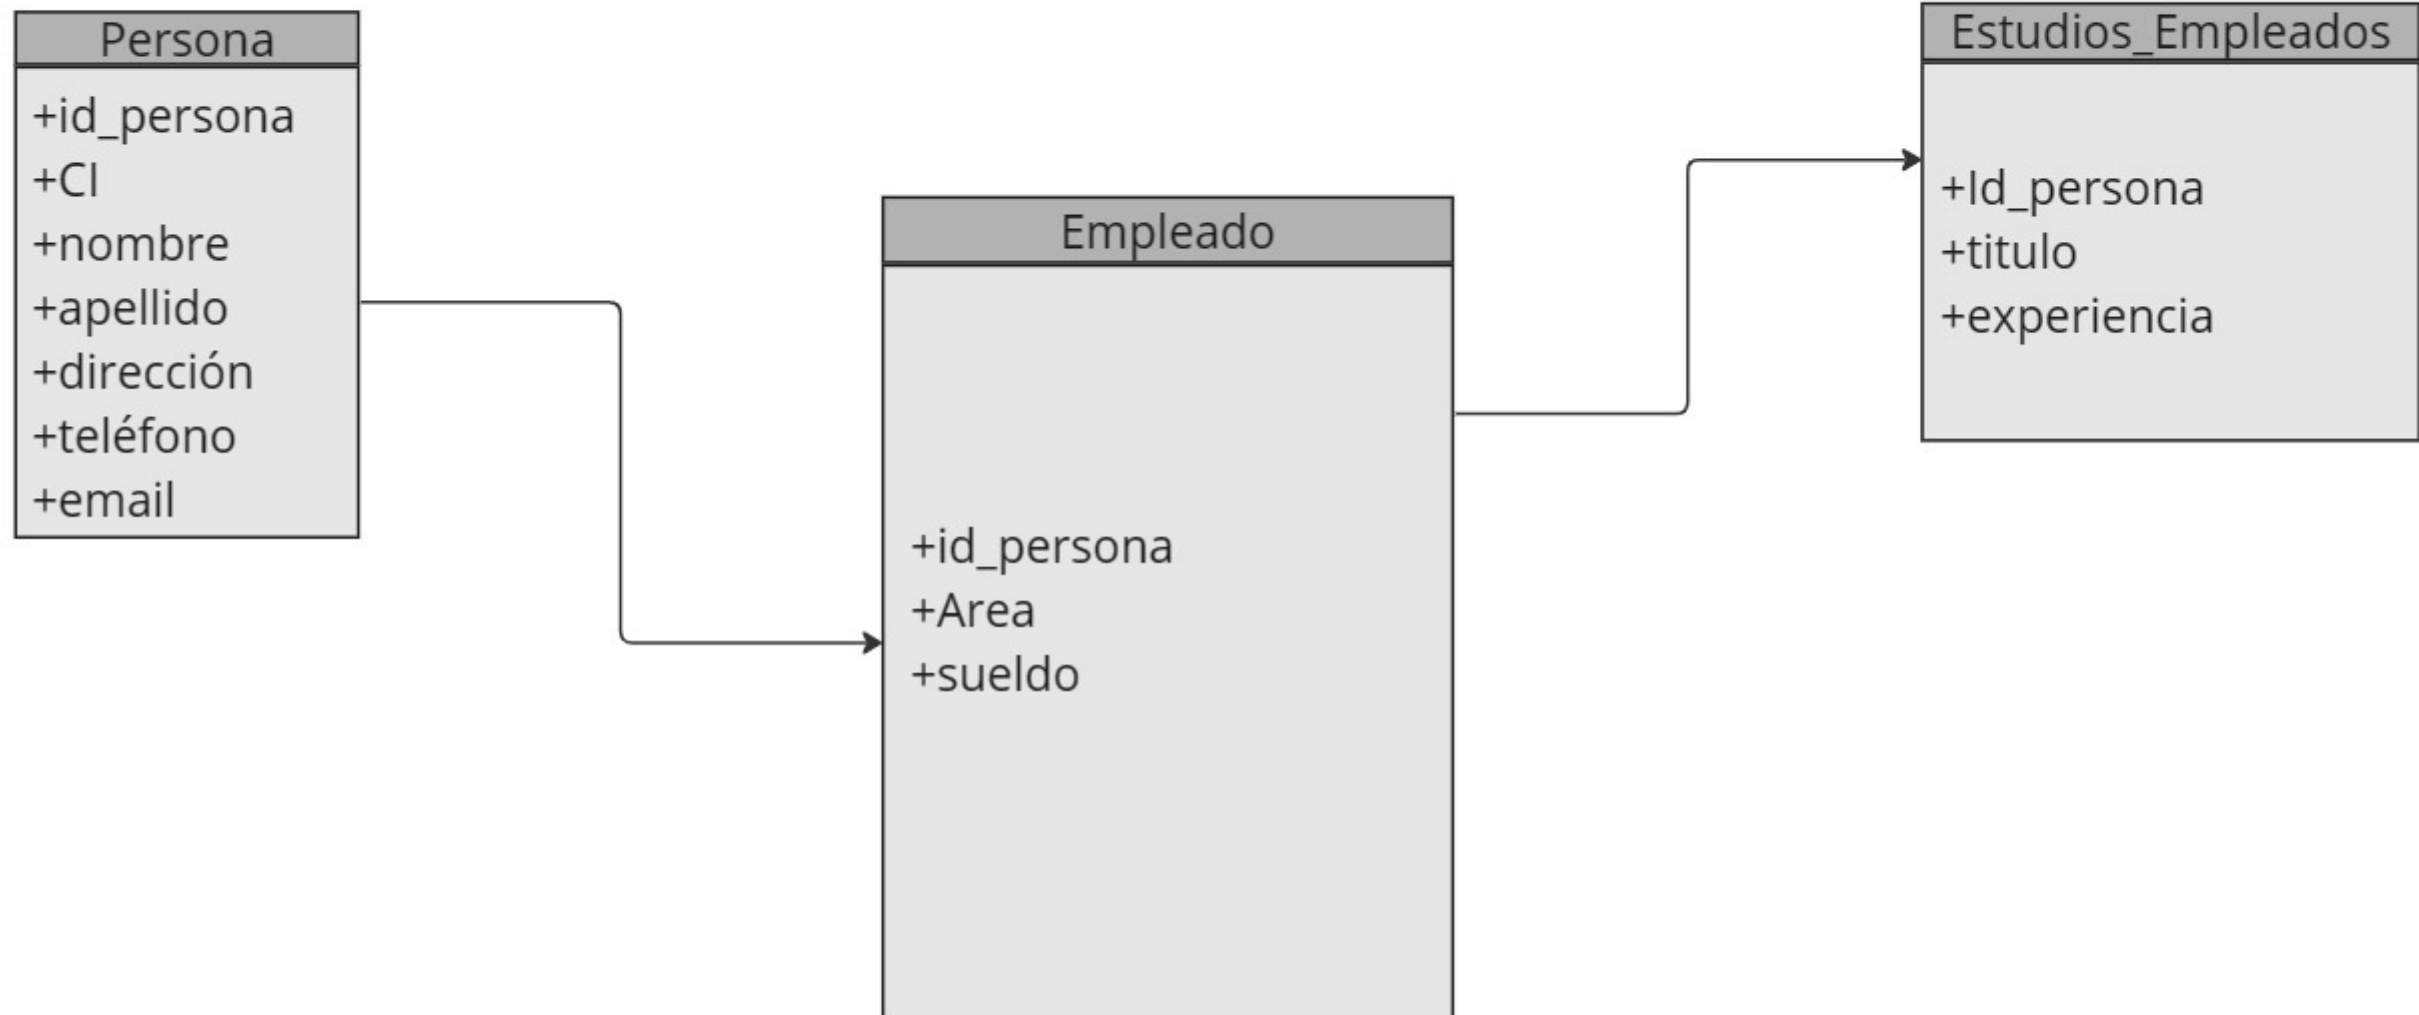 Persona
+id_persona
+CI
+nombre
+apellido
+dirección
+teléfono
+email
Empleado
+id_persona
+Area
+sueldo
Estudios_Empleados
+Id_persona
+titulo
+experiencia